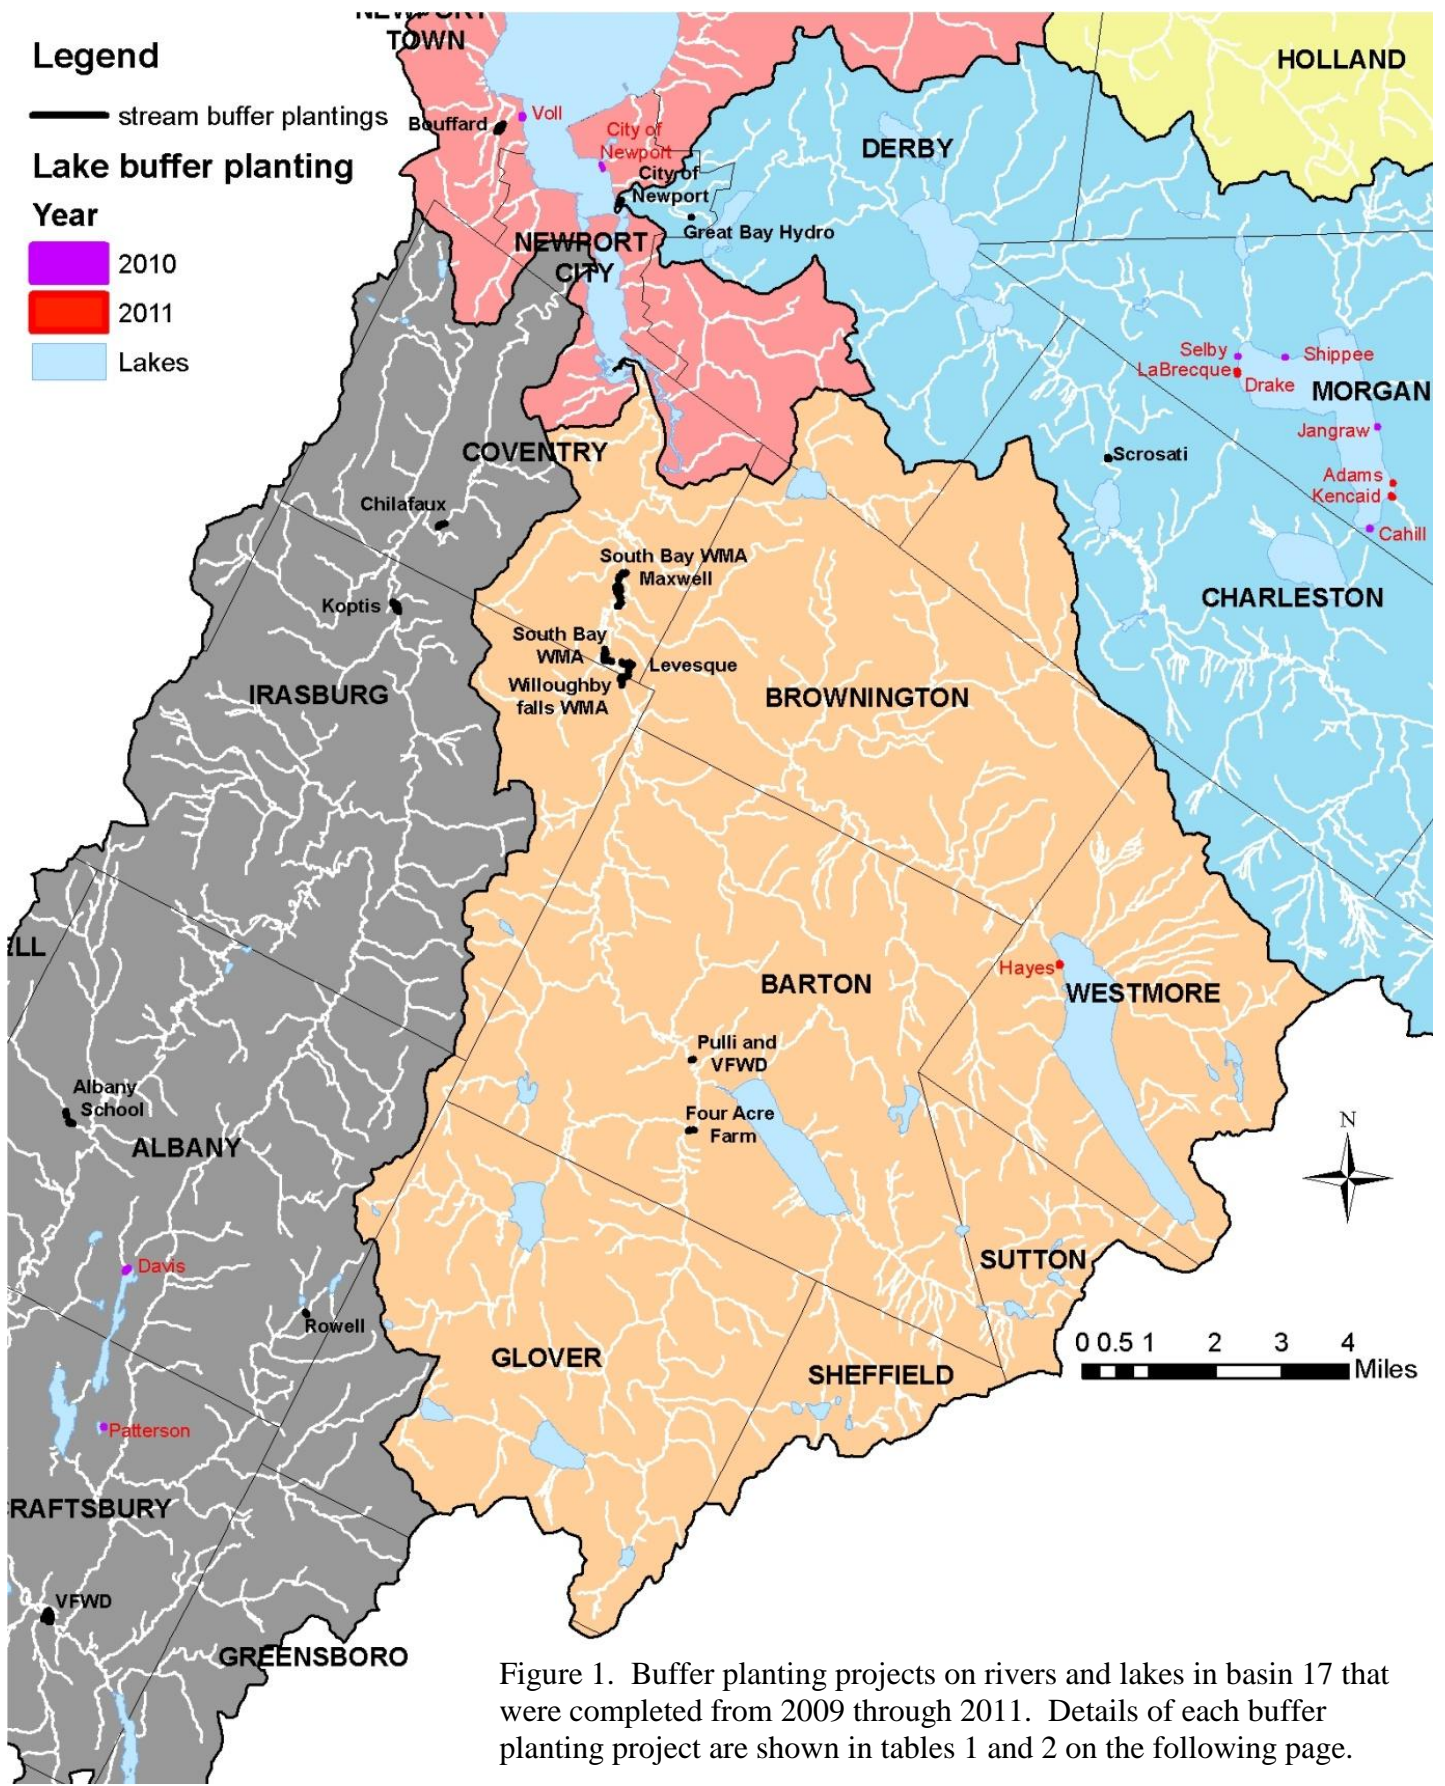 NEWPORT
TOWN
HOLLAND
Legend
stream buffer plantings
Lake buffer planting
Year
2010
2011
Lakes
Bouffard
Voll
City of
Newport
City of
Newport
Great Bay Hydro
DERBY
NEWPORT
CITY
Selby
LaBrecque
Drake
Shippee
MORGAN
Jangraw
Adams
Kencaid
Cahill
Scrosati
COVENTRY
Chilafaux
Koptis
South Bay WMA
Maxwell
South Bay
WMA
Levesque
Willoughby
falls WMA
CHARLESTON
IRASBURG
BROWNINGTON
ELL
Hayes
BARTON
WESTMORE
Pulli and
VFWD
Four Acre
Farm
Albany
School
ALBANY
N
Davis
Rowell
SUTTON
0 0.5 1 2 3 4
Miles
GLOVER
SHEFFIELD
Patterson
CRAFTSBURY
VFWD
GREENSBORO
Figure 1. Buffer planting projects on rivers and lakes in basin 17 that
were completed from 2009 through 2011. Details of each buffer
planting project are shown in tables 1 and 2 on the following page.